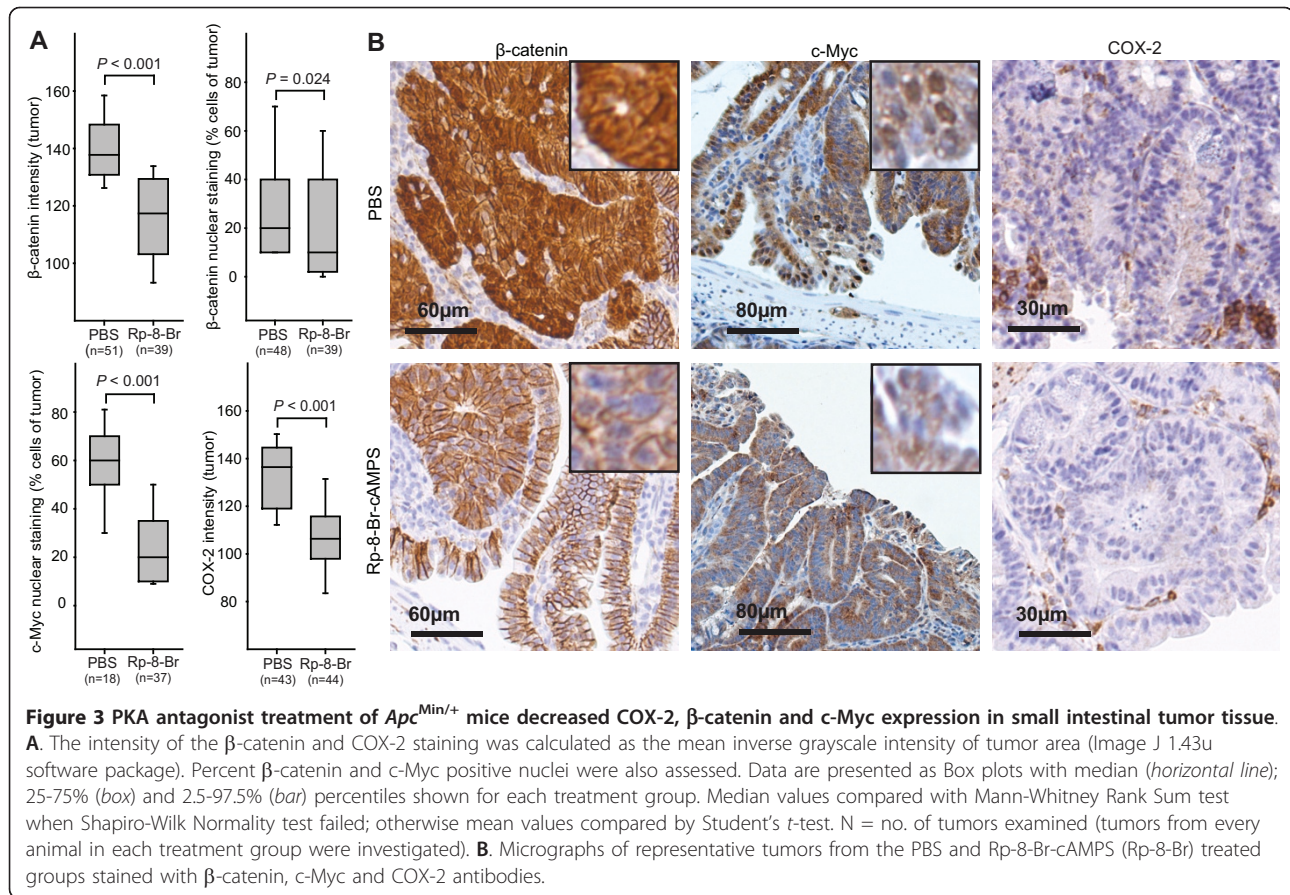 A
P < 0.001
β-catenin intensity (tumor)
160
140
120
100
PBS
(n=51)
Rp-8-Br
(n=39)
P = 0.024
β-catenin nuclear staining (% cells of tumor)
80
60
40
20
0
PBS
(n=48)
Rp-8-Br
(n=39)
P < 0.001
c-Myc nuclear staining (% cells of tumor)
80
60
40
20
0
PBS
(n=18)
Rp-8-Br
(n=37)
P < 0.001
COX-2 intensity (tumor)
160
140
120
100
80
PBS
(n=43)
Rp-8-Br
(n=44)
B
β-catenin
c-Myc
COX-2
PBS
60µm
80µm
30µm
Rp-8-Br-cAMPS
60µm
80µm
30µm
Figure 3 PKA antagonist treatment of Apc^Min/+ mice decreased COX-2, β-catenin and c-Myc expression in small intestinal tumor tissue.
A. The intensity of the β-catenin and COX-2 staining was calculated as the mean inverse grayscale intensity of tumor area (Image J 1.43u
software package). Percent β-catenin and c-Myc positive nuclei were also assessed. Data are presented as Box plots with median (horizontal line);
25-75% (box) and 2.5-97.5% (bar) percentiles shown for each treatment group. Median values compared with Mann-Whitney Rank Sum test
when Shapiro-Wilk Normality test failed; otherwise mean values compared by Student's t-test. N = no. of tumors examined (tumors from every
animal in each treatment group were investigated). B. Micrographs of representative tumors from the PBS and Rp-8-Br-cAMPS (Rp-8-Br) treated
groups stained with β-catenin, c-Myc and COX-2 antibodies.